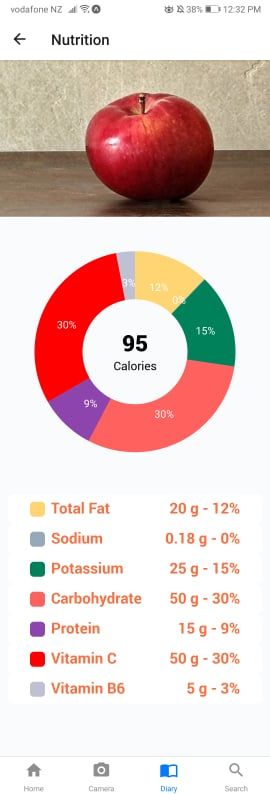 vodafone NZ 38% 12:32 PM
Nutrition
3%
12%
0%
30%
15%
95
Calories
9%
30%
Total Fat 20 g - 12%
Sodium 0.18 g - 0%
Potassium 25 g - 15%
Carbohydrate 50 g - 30%
Protein 15 g - 9%
Vitamin C 50 g - 30%
Vitamin B6 5 g - 3%
Home Camera Diary Search